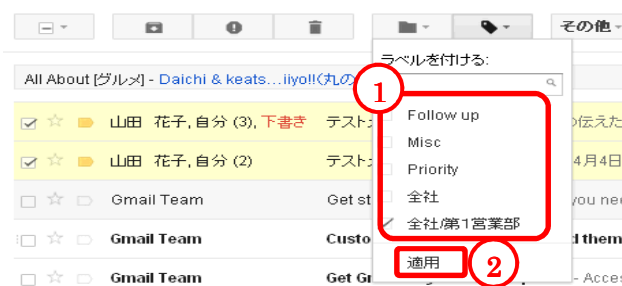 その他
ラベルを付ける:
All About [グルメ] - Daichi & keats...iiyo!!(丸の
1
Follow up
山田 花子, 自分 (3), 下書き テスト
伝えた
Misc
山田 花子, 自分 (2) テスト
4月4日
Priority
Gmail Team Get st
全社
you nee
全社/第1営業部
Gmail Team Custo
d them
適用
2
Gmail Team Get Gr
- Acces